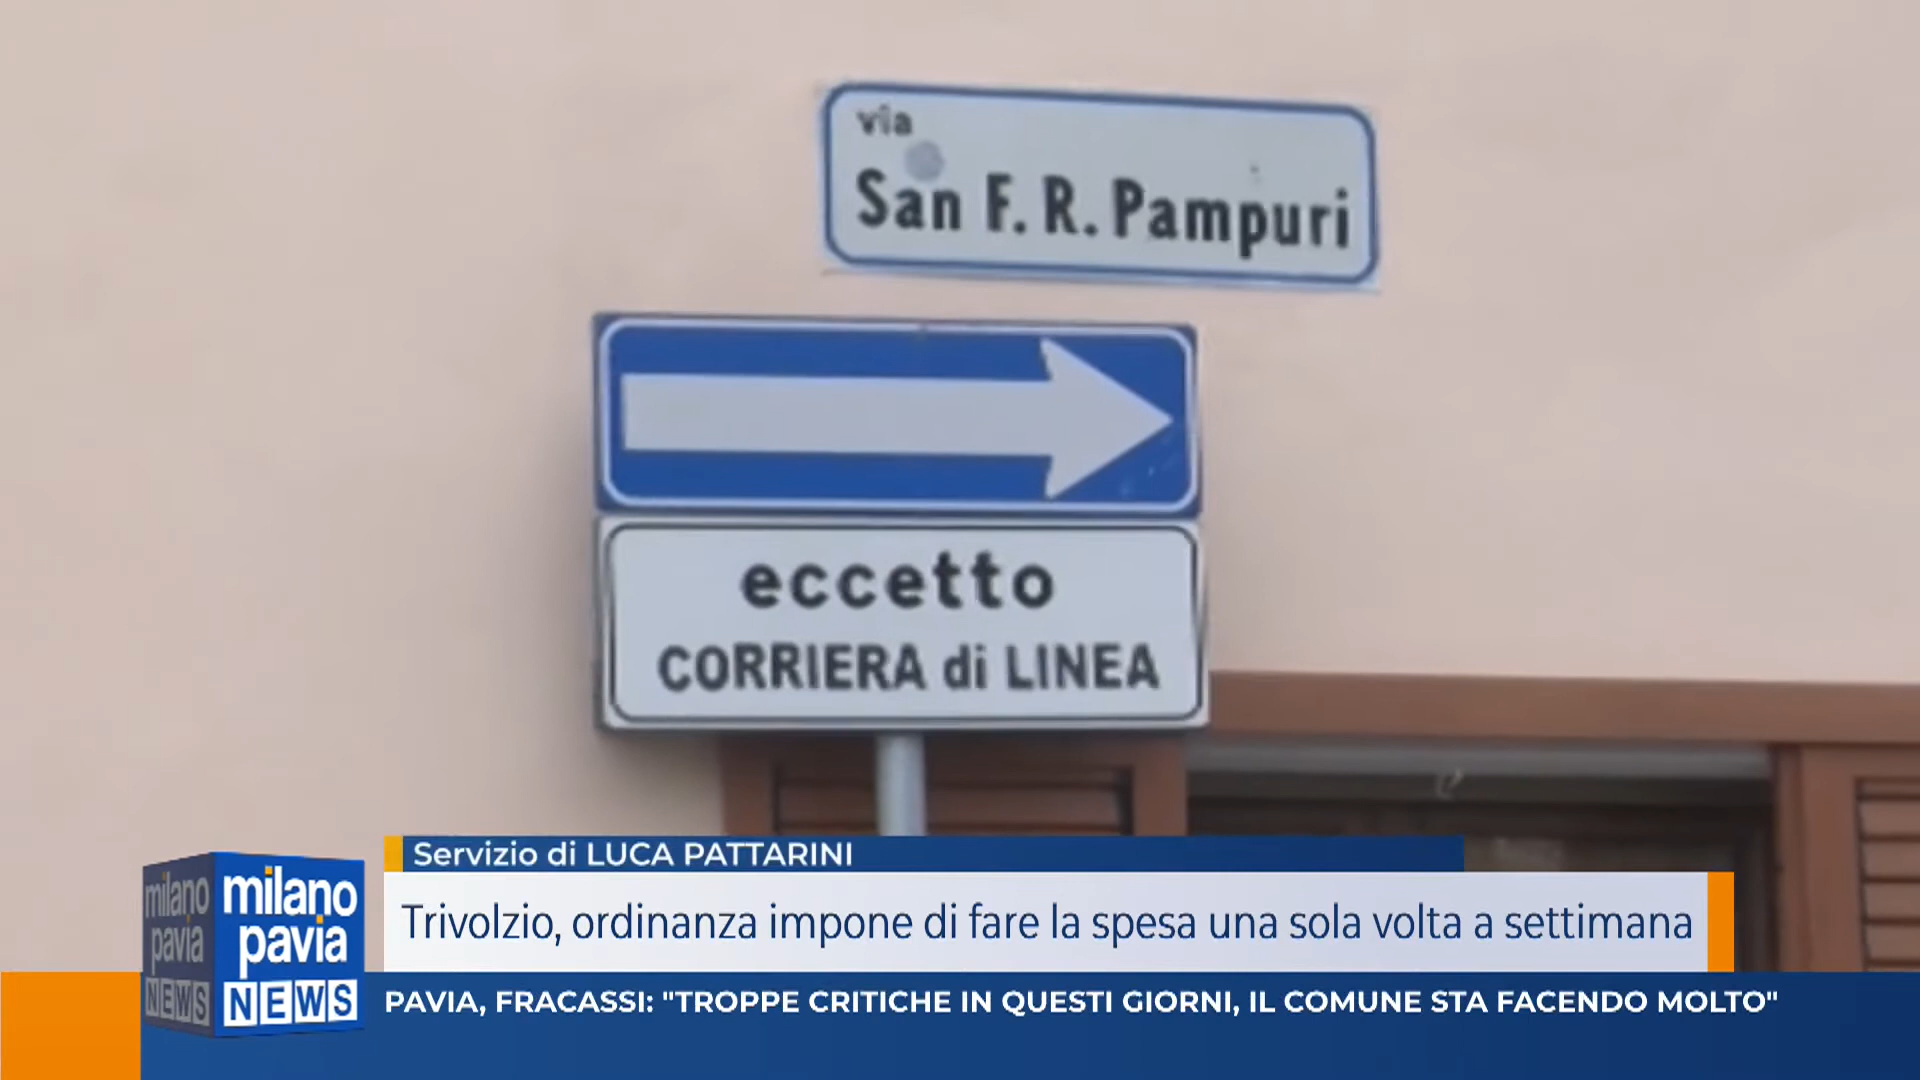 via
San F. R. Pampuri
eccetto
CORRIERA di LINEA
Servizio di LUCA PATTARINI
Trivolzio, ordinanza impone di fare la spesa una sola volta a settimana
milano
pavia
NEWS
milano
pavia
NEWS
PAVIA, FRACASSI: "TROPPE CRITICHE IN QUESTI GIORNI, IL COMUNE STA FACENDO MOLTO"